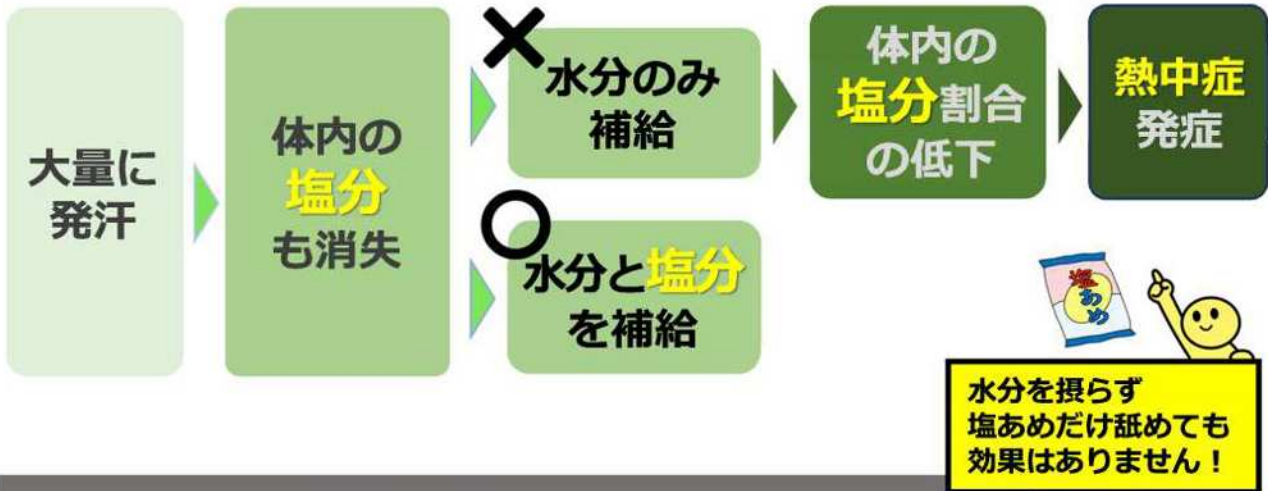 大量に
発汗
体内の
塩分
も消失
水分のみ
補給
体内の
塩分割合
の低下
熱中症
発症
水分と塩分
を補給
塩あめ
水分を摂らず
塩あめだけ舐めても
効果はありません！